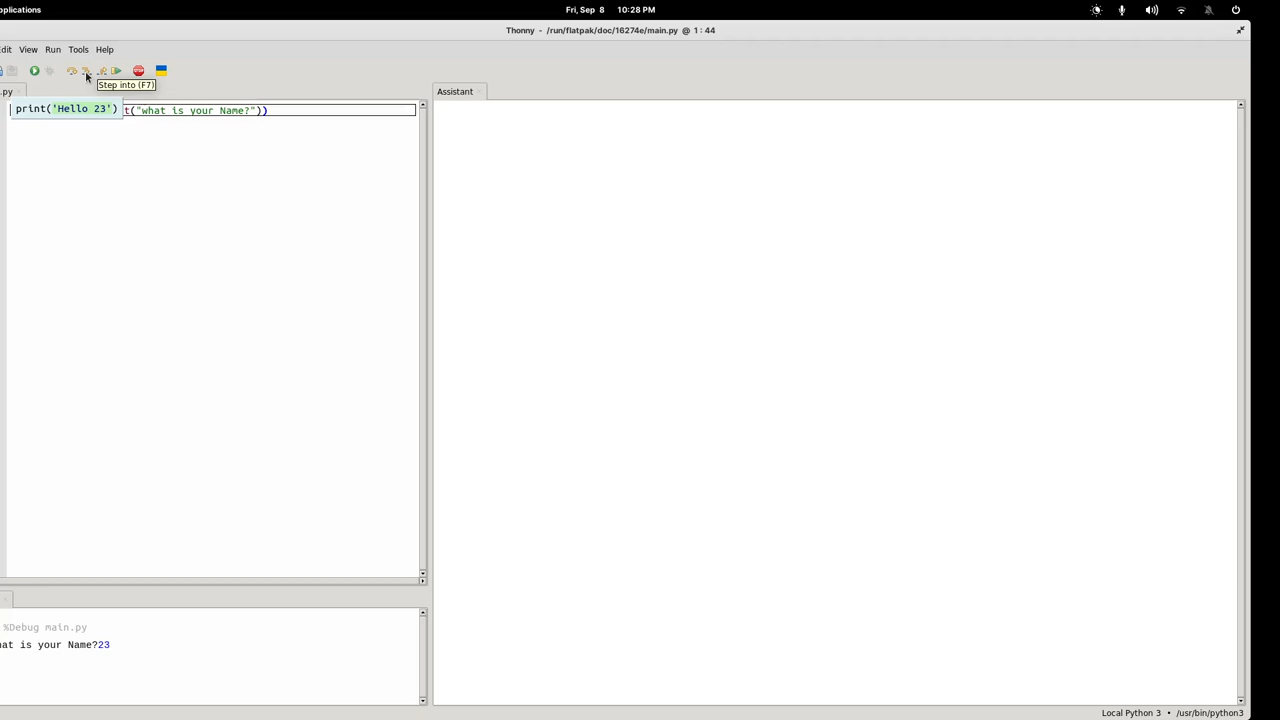 plications Fri, Sep 8 10:28 PM
Thonny - /run/flatpak/doc/16274e/main.py @ 1 : 44
dit View Run Tools Help
Step into (F7)
.py Assistant
print('Hello 23') t("what is your Name?"))
%Debug main.py
hat is your Name?23
Local Python 3 • /usr/bin/python3